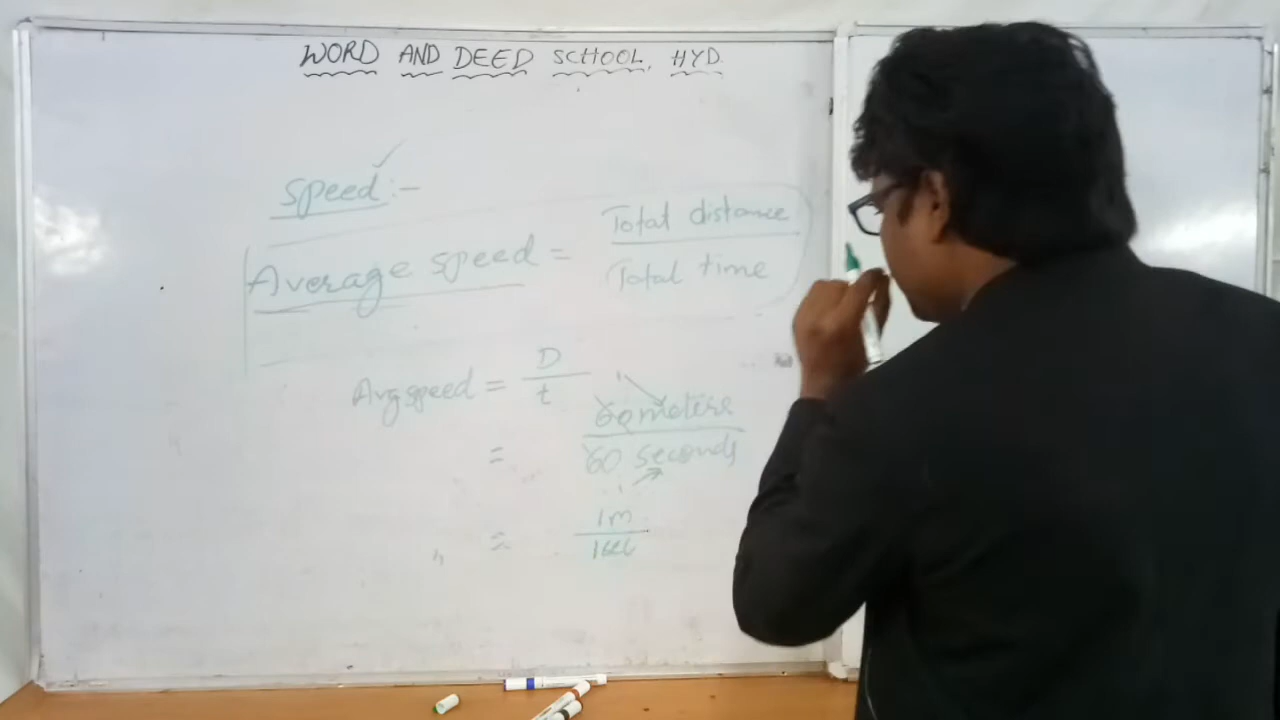 WORD AND DEED SCHOOL, HYD.
Speed:-
Average speed = Total distance
Total time
Avg speed = D
t
= 60 meters
60 seconds
= 1m
1sec